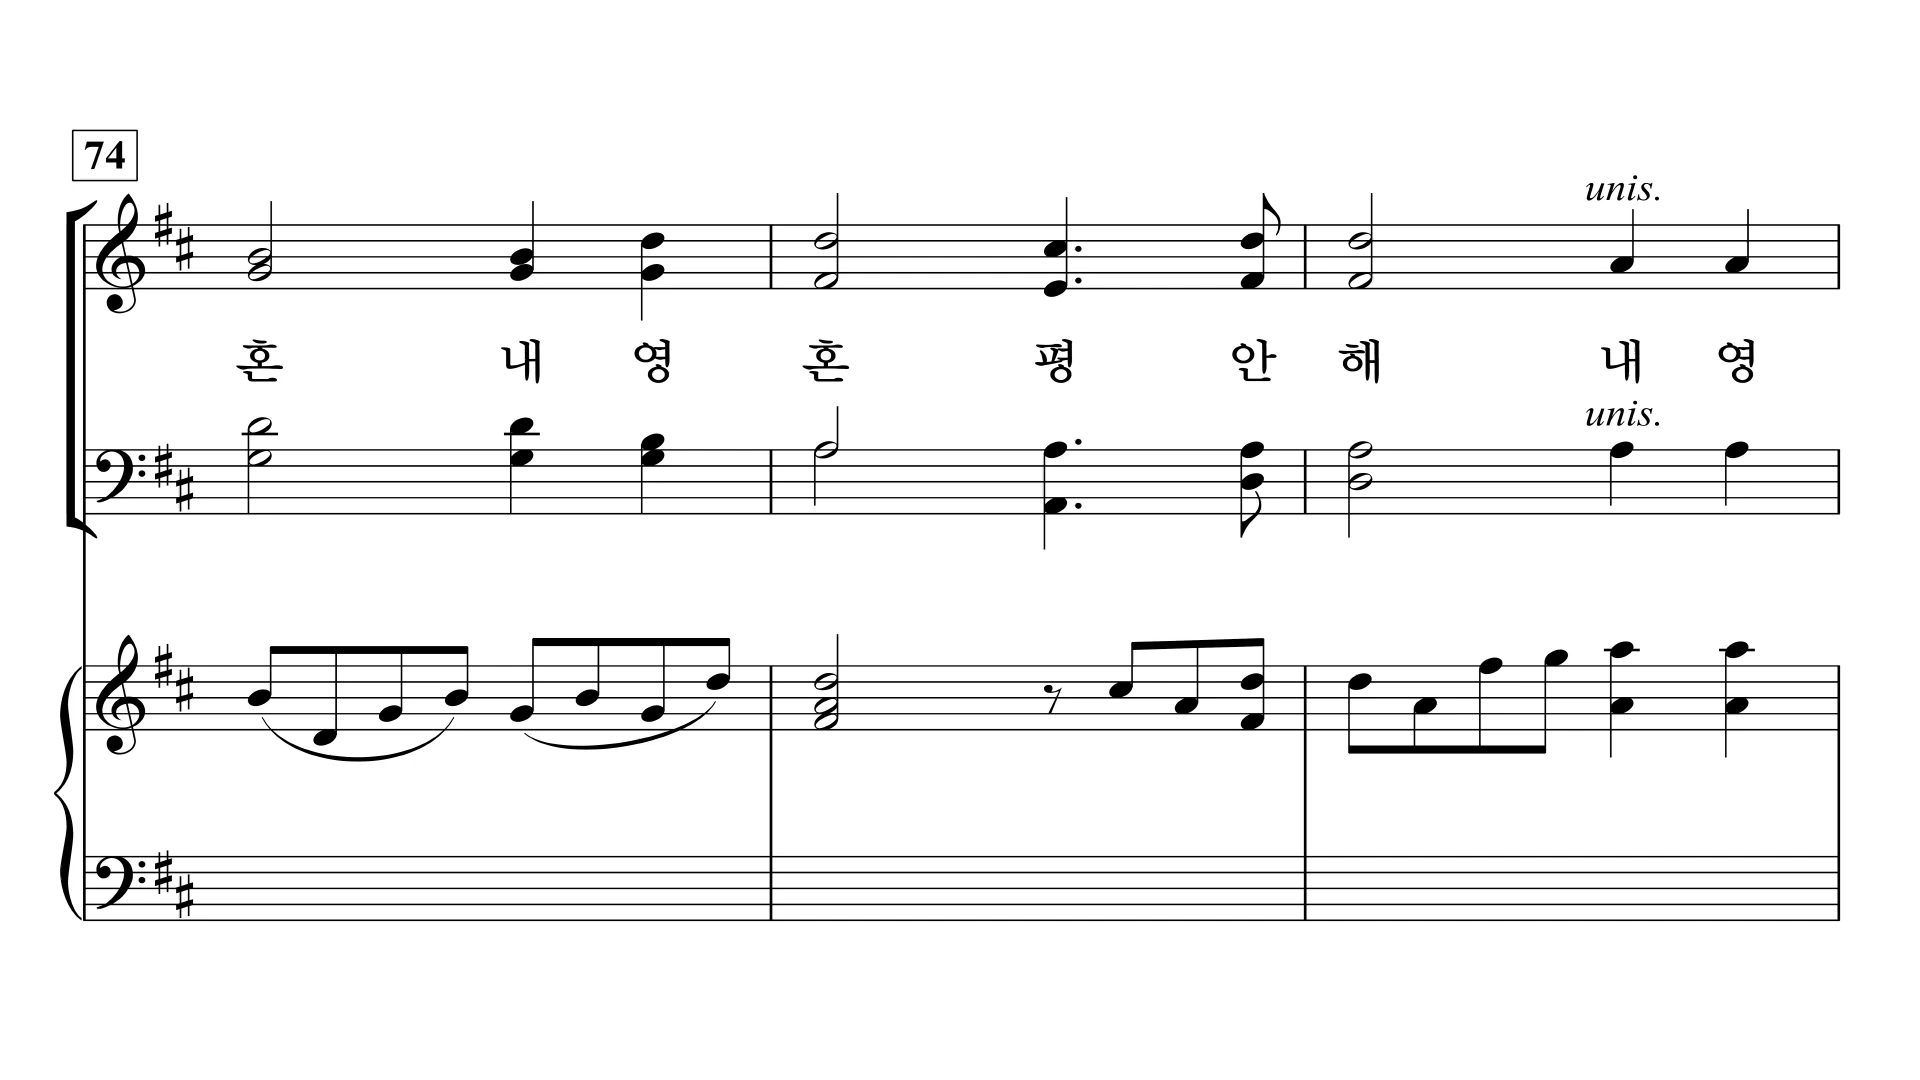 74
unis.
혼 내 영 혼 평 안 해 내 영
unis.